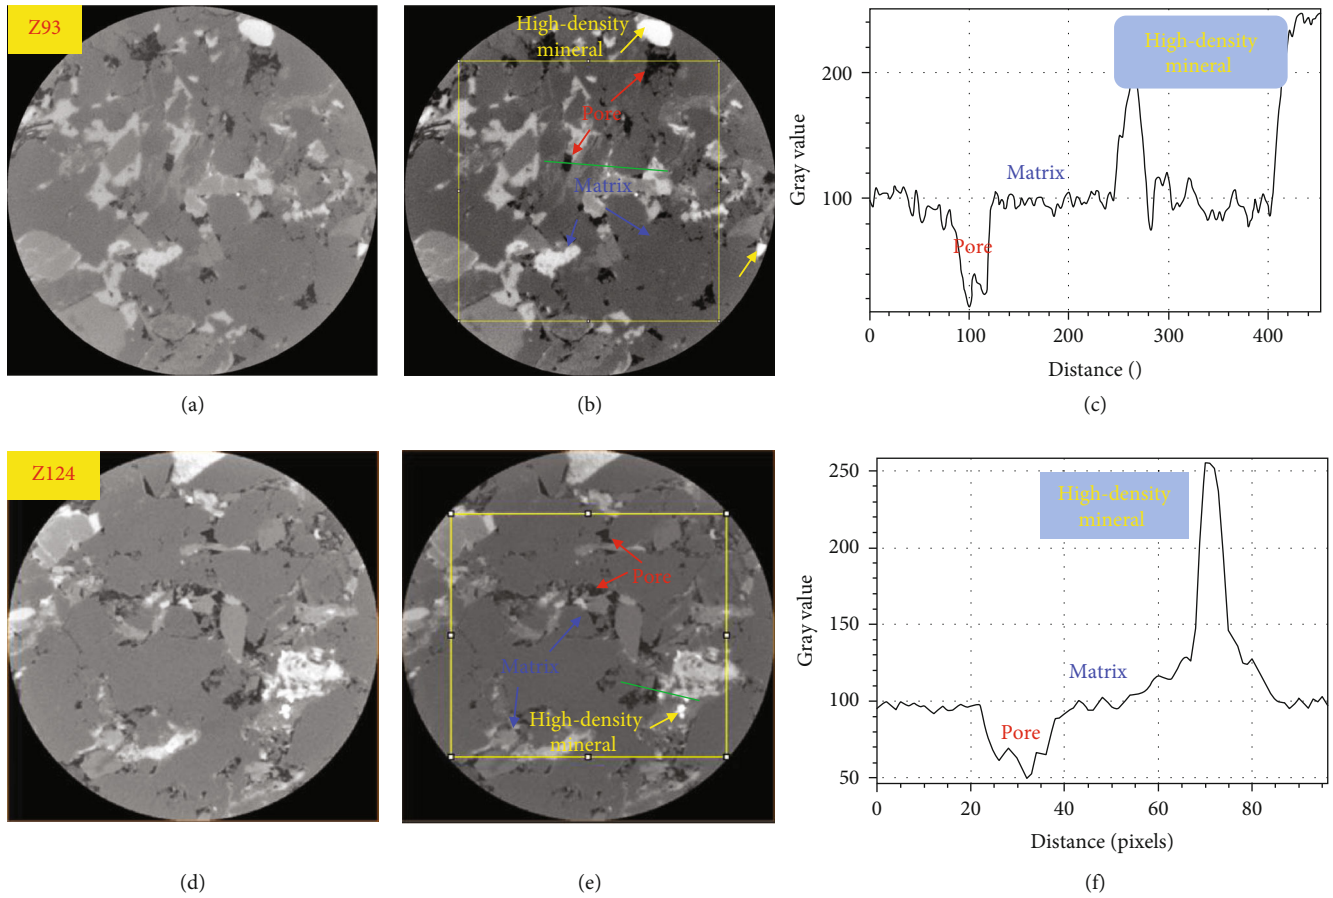 Z93
High-density
mineral
Pore
Matrix
High-density
mineral
Gray value
200
100
Matrix
Pore
0
100
200
300
400
Distance ()
(a)
(b)
(c)
Z124
Pore
Matrix
High-density
mineral
High-density
mineral
Gray value
250
200
150
100
50
Matrix
Pore
0
20
40
60
80
Distance (pixels)
(d)
(e)
(f)